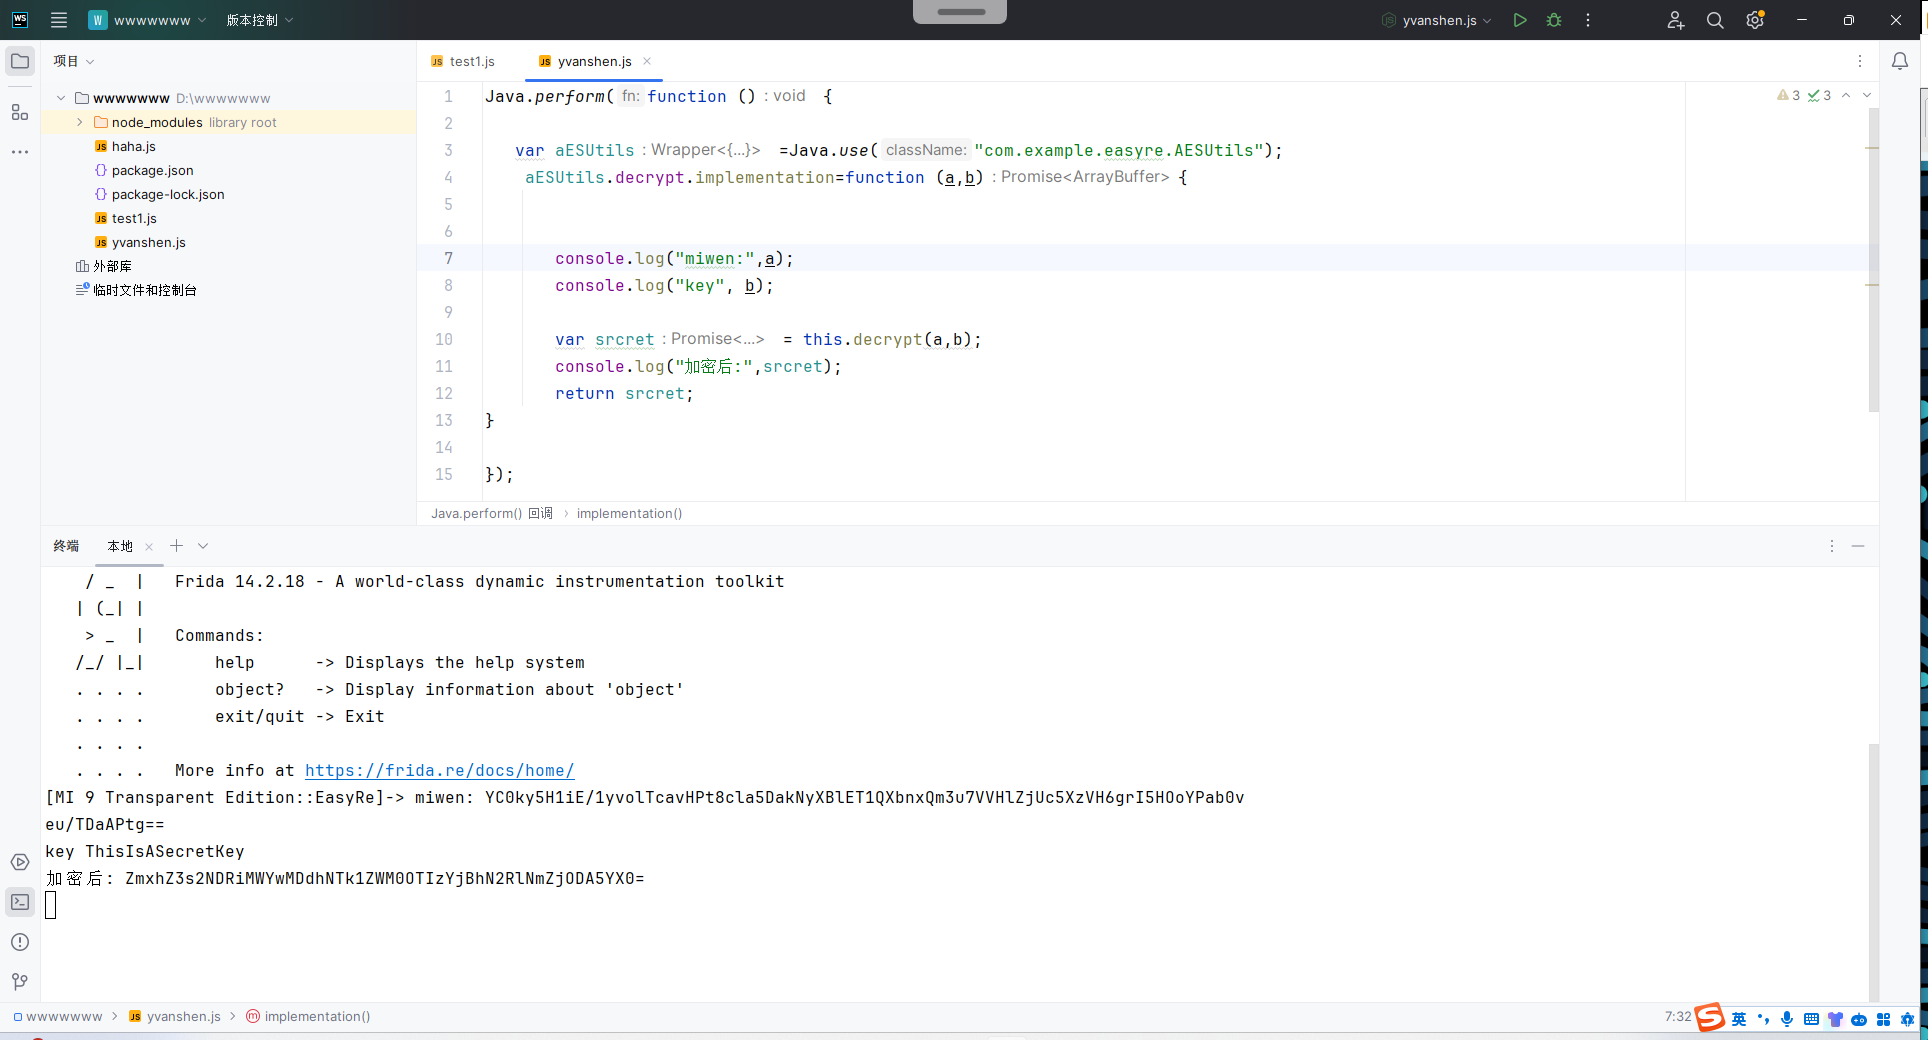 WS W wwwwwww 版本控制 yvanshen.js
项目
wwwwwww D:\wwwwwww
node_modules library root
haha.js
package.json
package-lock.json
test1.js
yvanshen.js
外部库
临时文件和控制台
test1.js yvanshen.js
1 Java.perform( fn: function () : void {
2
3 var aESUtils : Wrapper<{...}> =Java.use( className: "com.example.easyre.AESUtils");
4 aESUtils.decrypt.implementation=function (a,b) : Promise<ArrayBuffer> {
5
6
7 console.log("miwen:",a);
8 console.log("key", b);
9
10 var srcret : Promise<...> = this.decrypt(a,b);
11 console.log("加密后:",srcret);
12 return srcret;
13 }
14
15 });
3 3
Java.perform() 回调 › implementation()
终端 本地
/ _ | Frida 14.2.18 - A world-class dynamic instrumentation toolkit
| (_| |
> _ | Commands:
/_/ |_| help -> Displays the help system
. . . . object? -> Display information about 'object'
. . . . exit/quit -> Exit
. . . .
. . . . More info at https://frida.re/docs/home/
[MI 9 Transparent Edition::EasyRe]-> miwen: YC0ky5H1iE/1yvolTcavHPt8cla5DakNyXBlET1QXbnxQm3u7VVHlZjUc5XzVH6grI5HOoYPab0v
eu/TDaAPtg==
key ThisIsASecretKey
加密后: ZmxhZ3s2NDRiMWYwMDdhNTk1ZWM0OTIzYjBhN2RlNmZjODA5YX0=
wwwwwww › yvanshen.js › implementation()
7:32 英